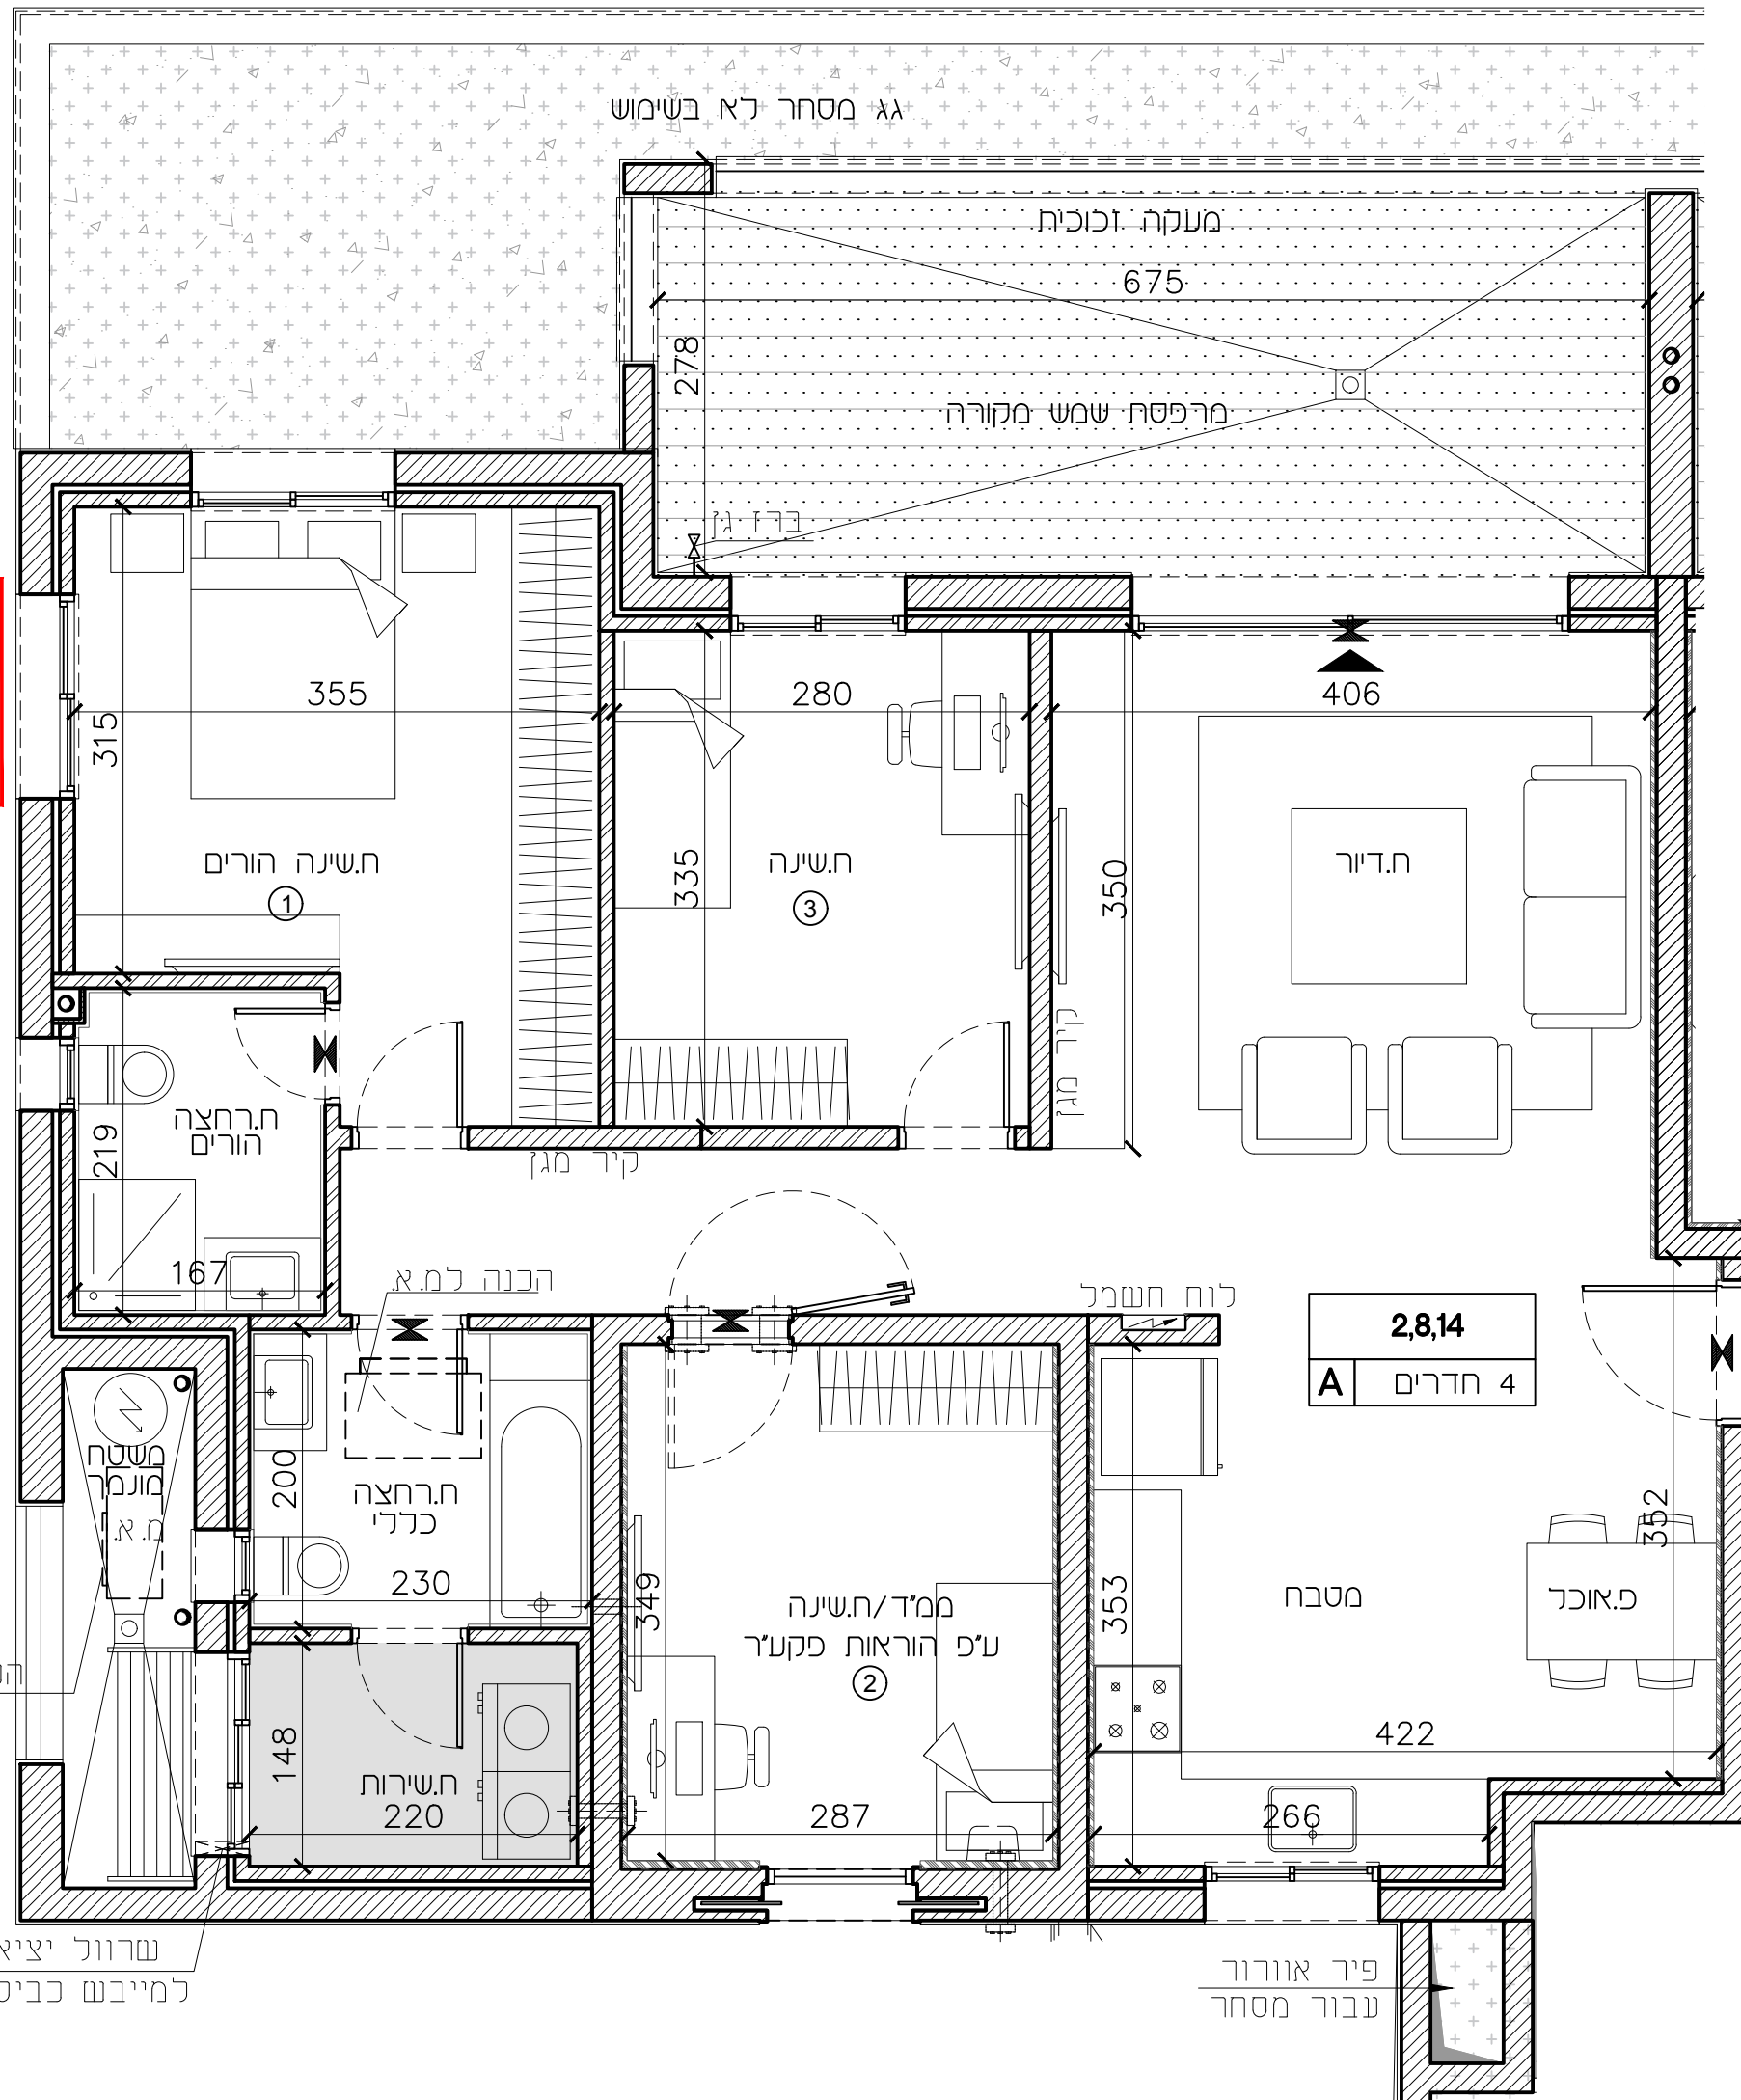 גג מסחר לא בשימוש
מעקה זכוכית
675
278
מרפסת שמש מקורה
ברז גן
355
280
406
315
335
350
ח.שינה הורים
1
ח.שינה
3
ח.דיור
קיר מגן
ח.רחצה
הורים
219
167
קיר מגן
הכנה למ.א.
לוח חשמל
2,8,14
A
4 חדרים
משטח
מונמך
מ.א.
200
ח.רחצה
כללי
230
349
ממ"ד/ח.שינה
ע"פ הוראות פקע"ר
2
353
מטבח
פ.אוכל
352
422
148
ח.שירות
220
287
266
שרוול יציא
למייבש כביס
פיר אוורור
עבור מסחר